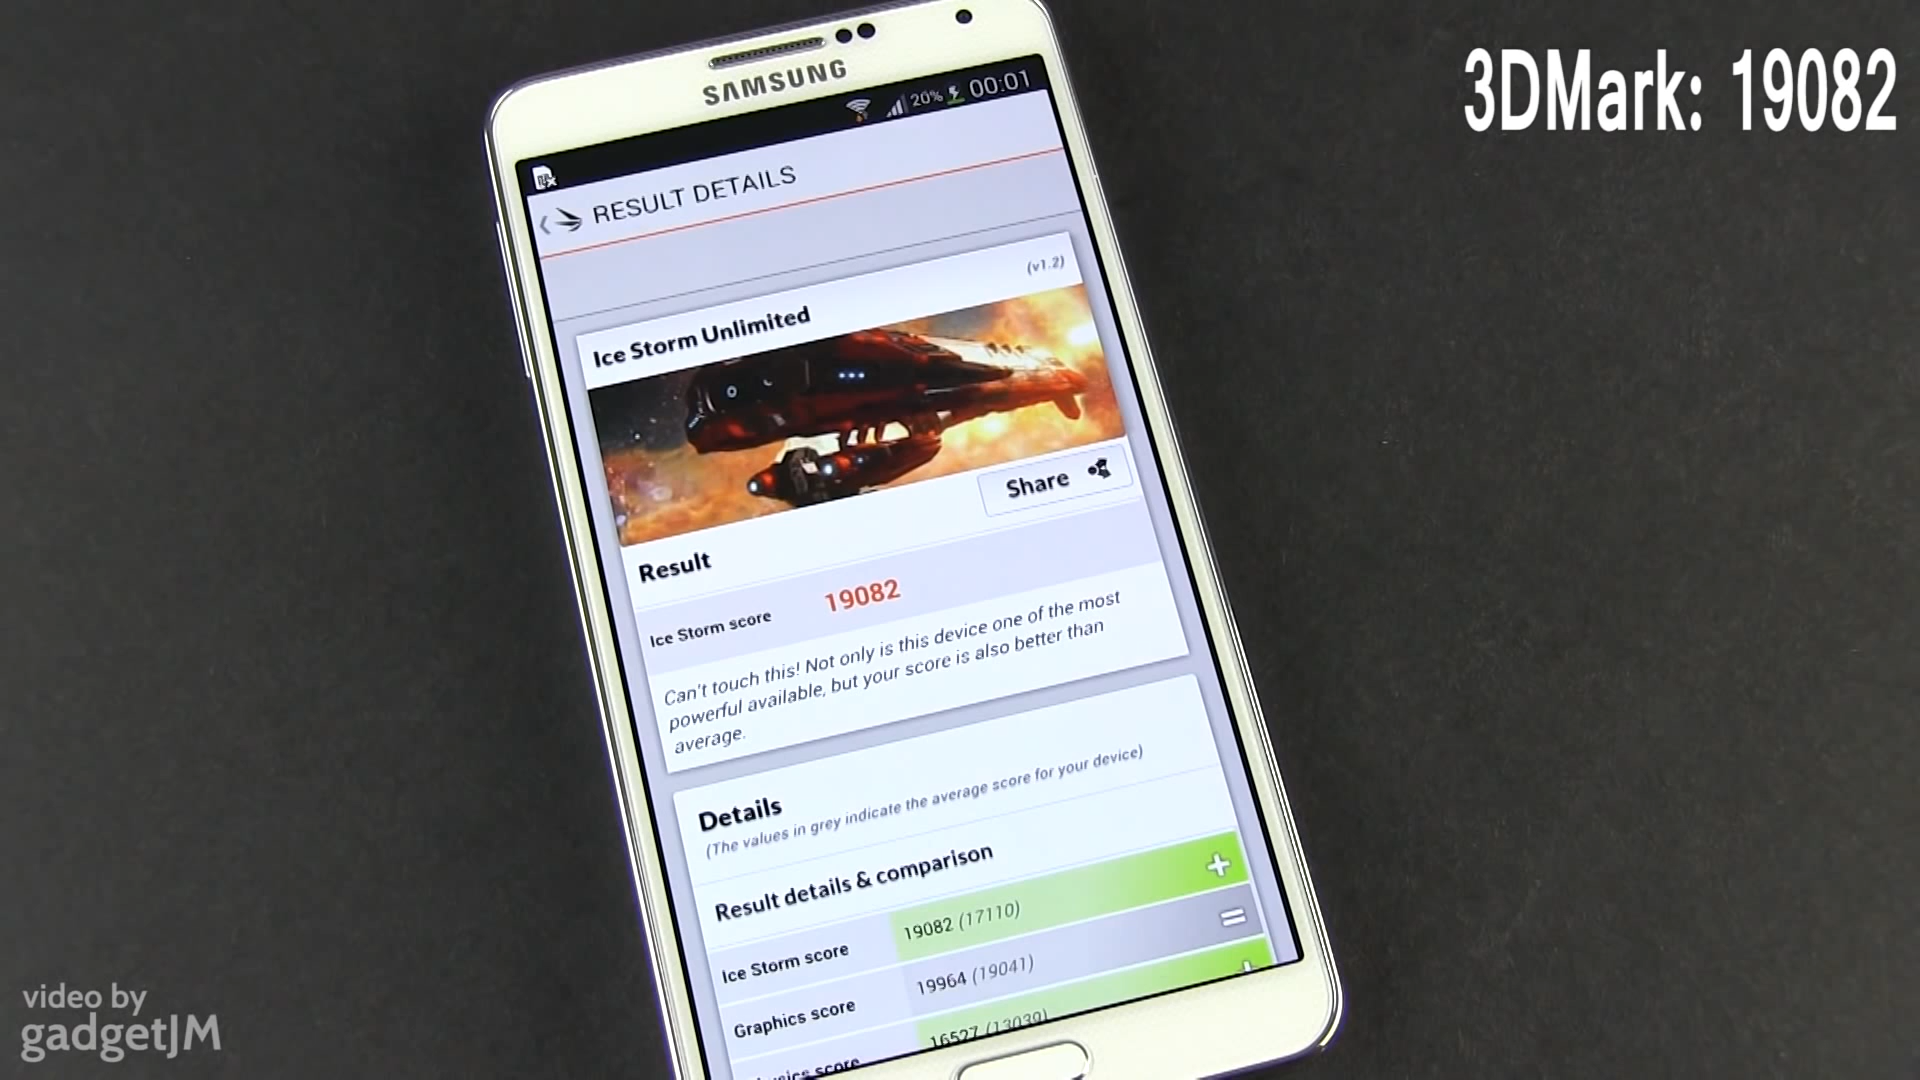 3DMark: 19082
SAMSUNG
20% 00:01
RESULT DETAILS
(v1.2)
Ice Storm Unlimited
Share
Result
Ice Storm score 19082
Can't touch this! Not only is this device one of the most
powerful available, but your score is also better than
average.
Details
(The values in grey indicate the average score for your device)
Result details & comparison
Ice Storm score 19082 (17110)
Graphics score 19964 (19041)
16527 (13039)
score
video by
gadgetJM